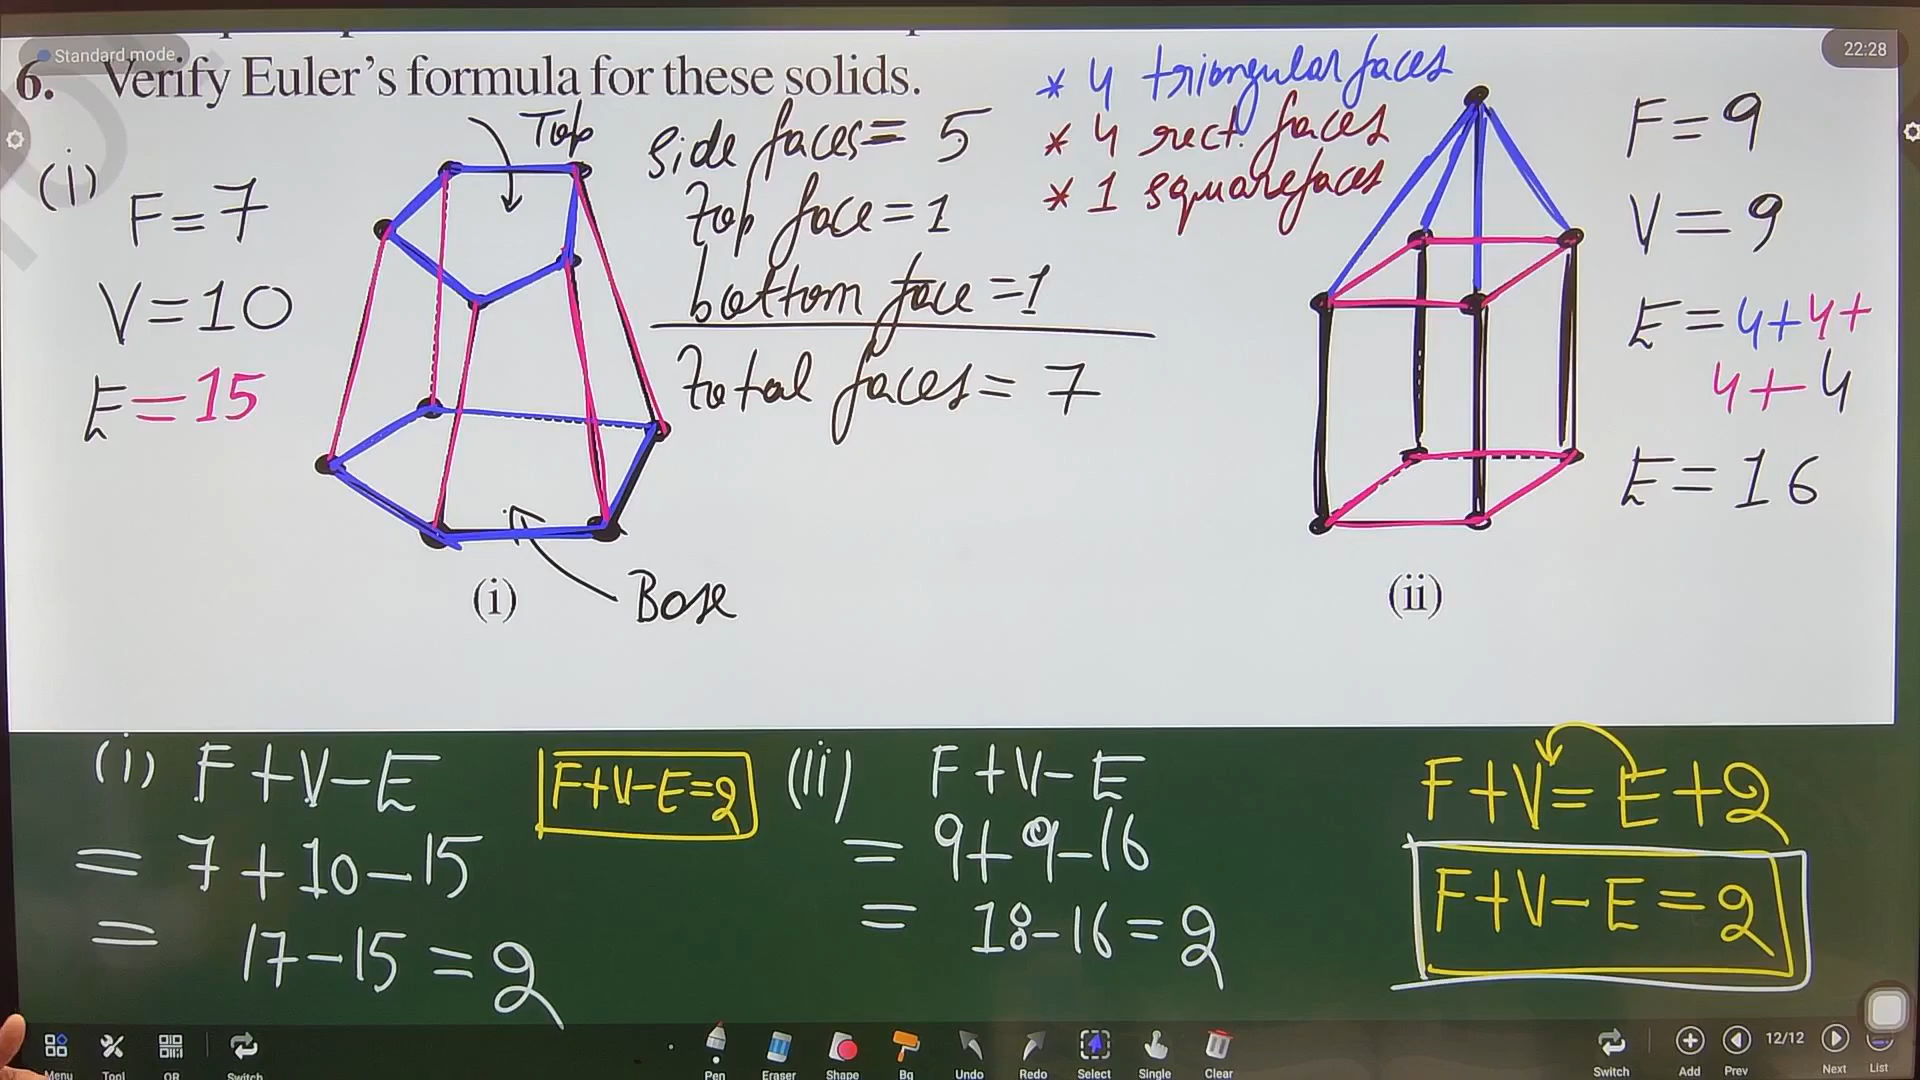 Standard mode
22:28
6. Verify Euler's formula for these solids.
(i)
F=7
V=10
E=15
Top
side faces= 5
top face=1
bottom face=1
total faces= 7
Base
(i)
* 4 triangular faces
* 4 rect. faces
* 1 square faces
F=9
V=9
E=4+4+
4+4
E=16
(ii)
(i) F+V-E
= 7+10-15
= 17-15=2
F+V-E=2
(ii) F+V-E
= 9+9-16
= 18-16=2
F+V=E+2
F+V-E=2
Menu
Tool
QR
Switch
Pen
Eraser
Shape
Bg
Undo
Redo
Select
Single
Clear
Switch
Add
Prev
12/12
Next
List